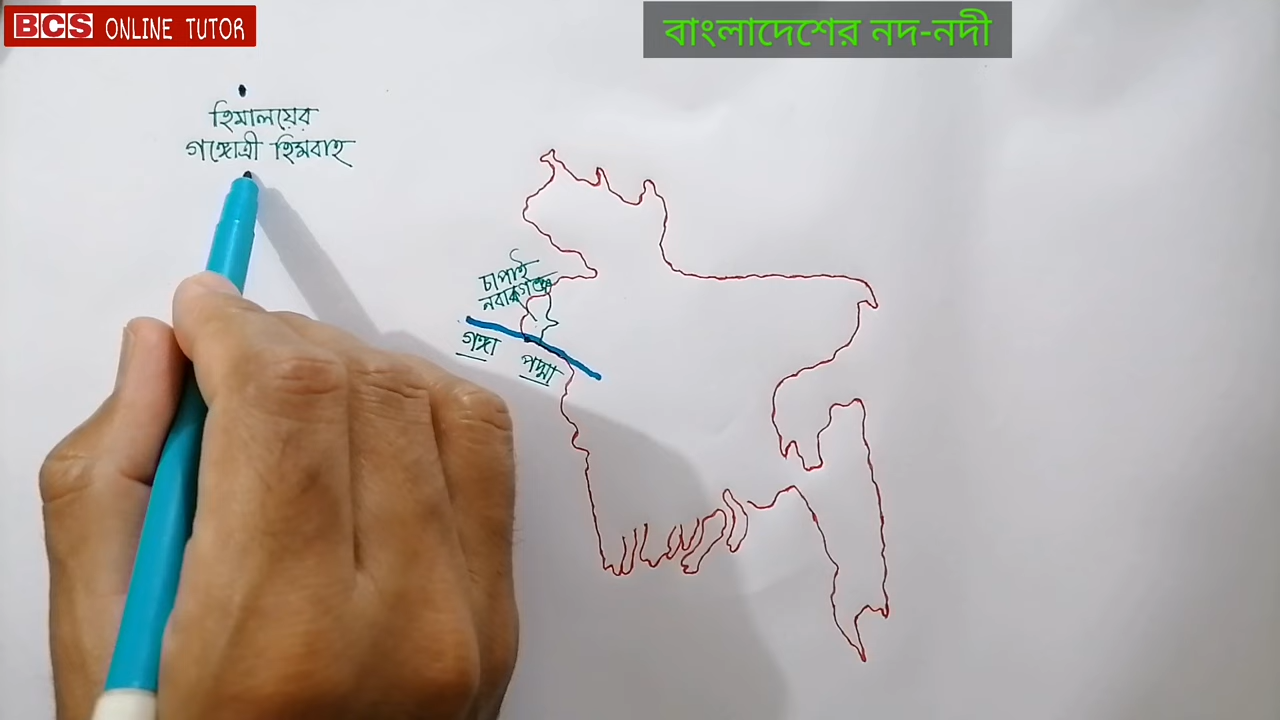 BCS ONLINE TUTOR
বাংলাদেশের নদ-নদী
হিমালয়ের
গঙ্গোত্রী হিমবাহ
চাপাই
নবাবগঞ্জ
গঙ্গা
পদ্মা